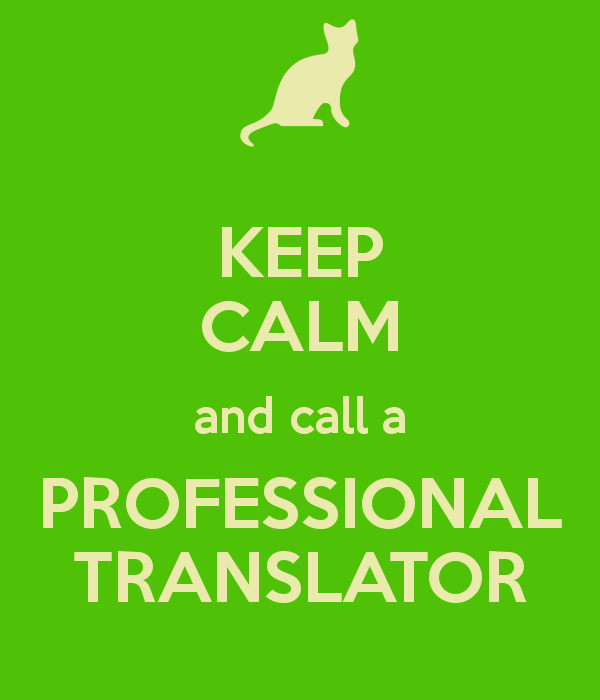 KEEP
CALM
and call a
PROFESSIONAL
TRANSLATOR